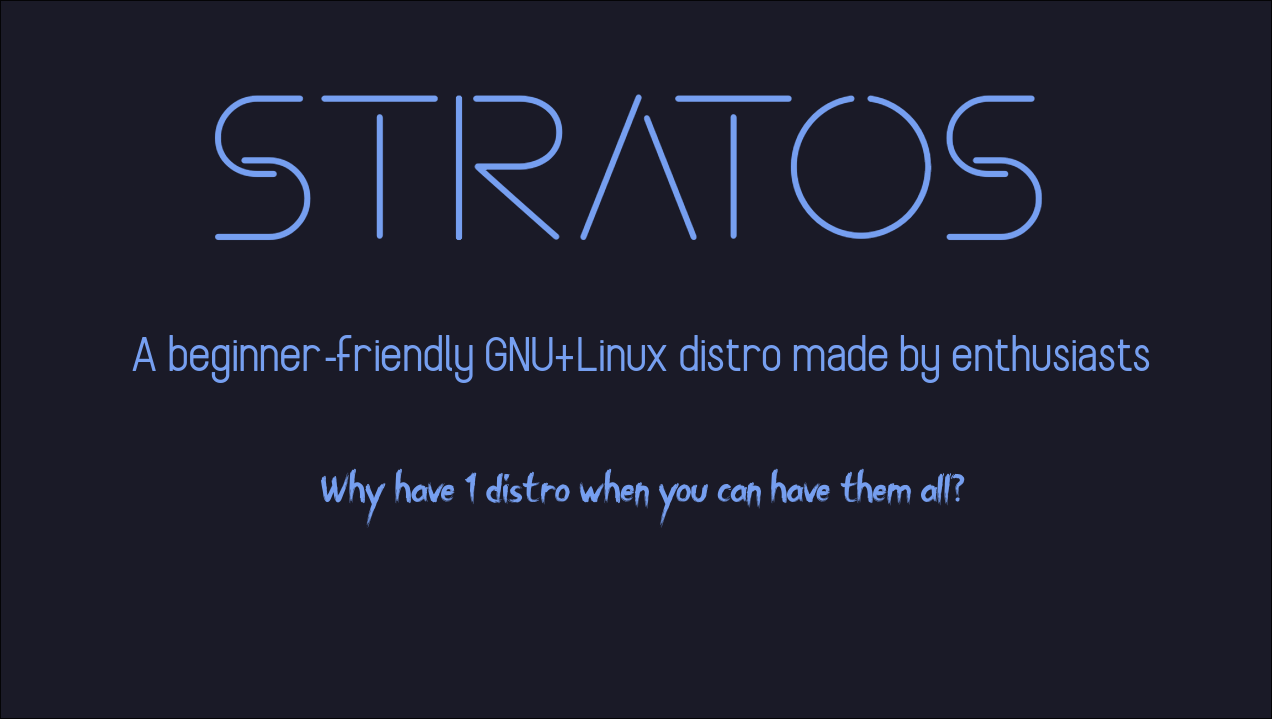 STRATOS
A beginner-friendly GNU+Linux distro made by enthusiasts
Why have 1 distro when you can have them all?